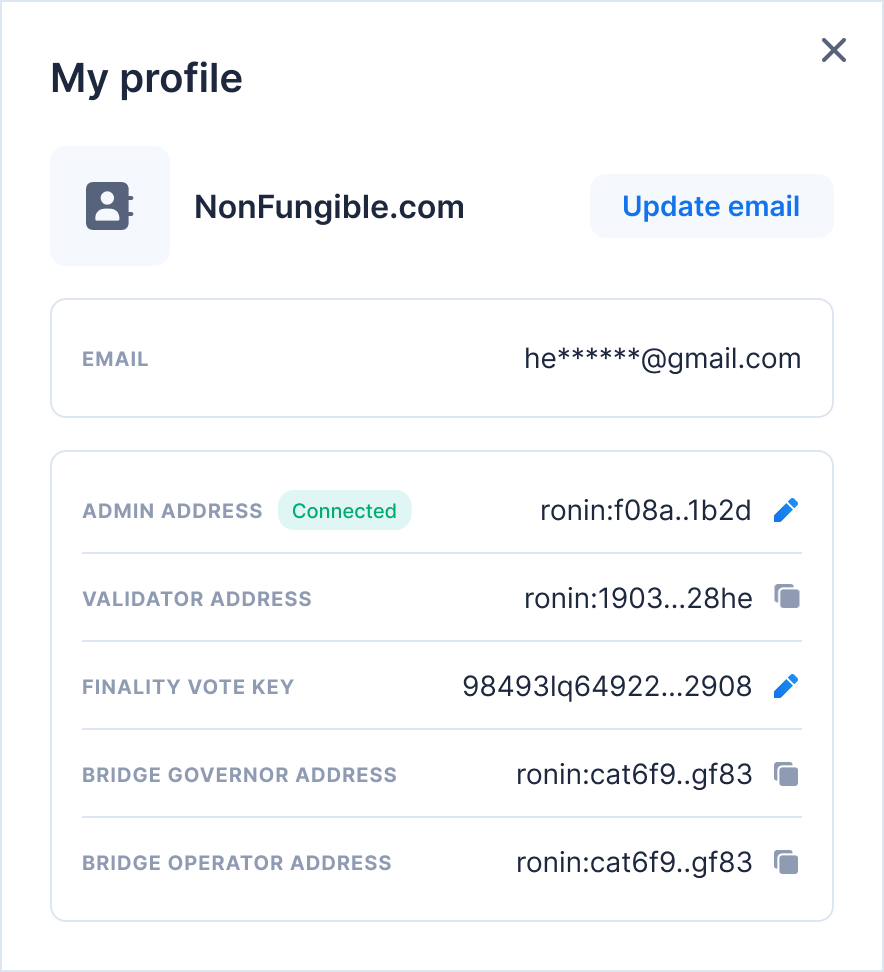 My profile
NonFungible.com
Update email
EMAIL
he******@gmail.com
ADMIN ADDRESS Connected ronin:f08a..1b2d
VALIDATOR ADDRESS ronin:1903...28he
FINALITY VOTE KEY 98493lq64922...2908
BRIDGE GOVERNOR ADDRESS ronin:cat6f9..gf83
BRIDGE OPERATOR ADDRESS ronin:cat6f9..gf83